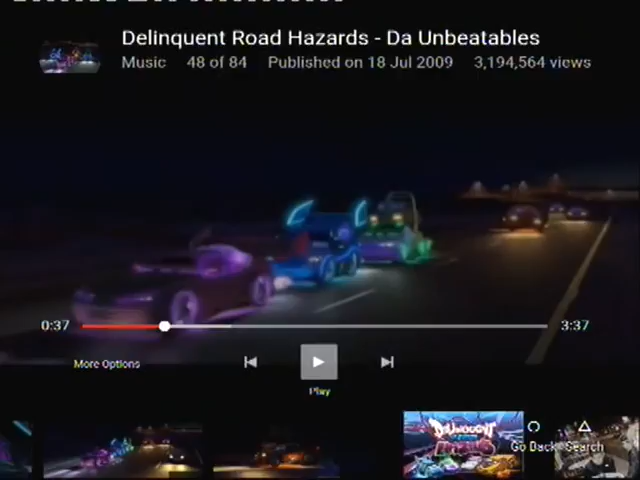 Delinquent Road Hazards - Da Unbeatables
Music 48 of 84 Published on 18 Jul 2009 3,194,564 views
0:37 3:37
More Options
Play
Go Back Search